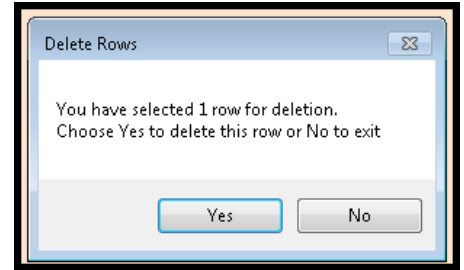 Delete Rows
You have selected 1 row for deletion.
Choose Yes to delete this row or No to exit
Yes
No